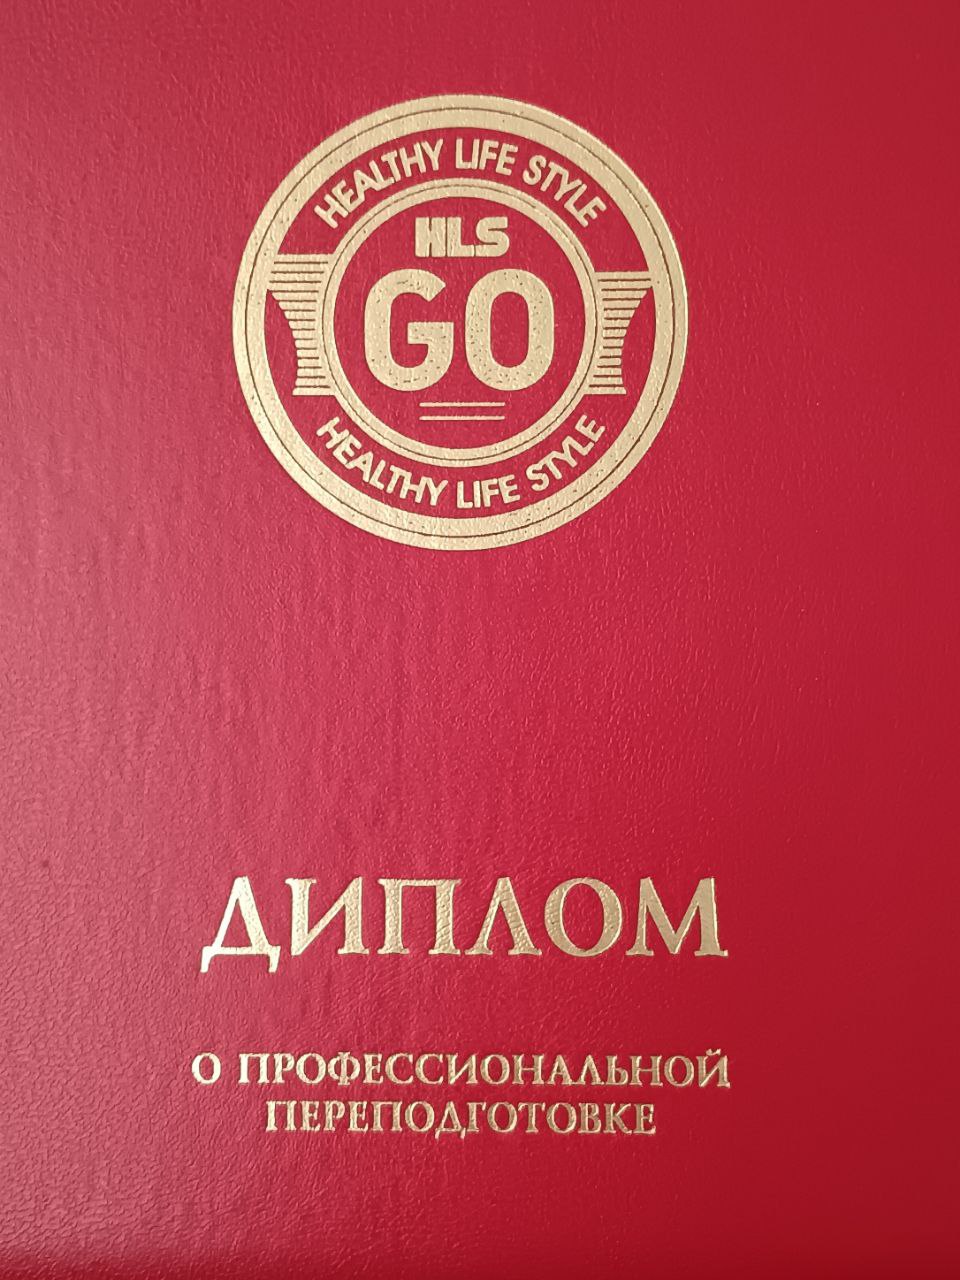 HEALTHY LIFE STYLE
HLS
GO
HEALTHY LIFE STYLE
ДИПЛОМ
О ПРОФЕССИОНАЛЬНОЙ
ПЕРЕПОДГОТОВКЕ